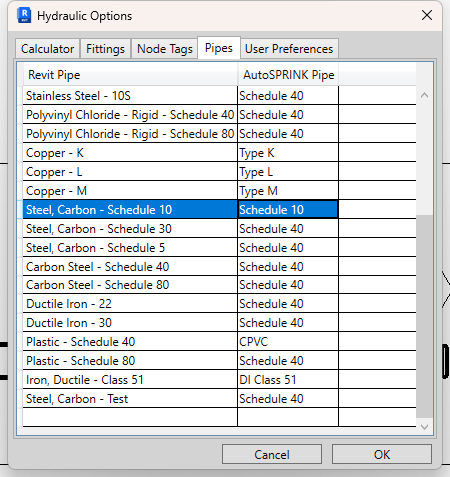 Hydraulic Options
Calculator Fittings Node Tags Pipes User Preferences
Revit Pipe AutoSPRINK Pipe
Stainless Steel - 10S Schedule 40
Polyvinyl Chloride - Rigid - Schedule 40 Schedule 40
Polyvinyl Chloride - Rigid - Schedule 80 Schedule 40
Copper - K Type K
Copper - L Type L
Copper - M Type M
Steel, Carbon - Schedule 10 Schedule 10
Steel, Carbon - Schedule 30 Schedule 40
Steel, Carbon - Schedule 5 Schedule 40
Carbon Steel - Schedule 40 Schedule 40
Carbon Steel - Schedule 80 Schedule 40
Ductile Iron - 22 Schedule 40
Ductile Iron - 30 Schedule 40
Plastic - Schedule 40 CPVC
Plastic - Schedule 80 Schedule 40
Iron, Ductile - Class 51 DI Class 51
Steel, Carbon - Test Schedule 40
Cancel OK